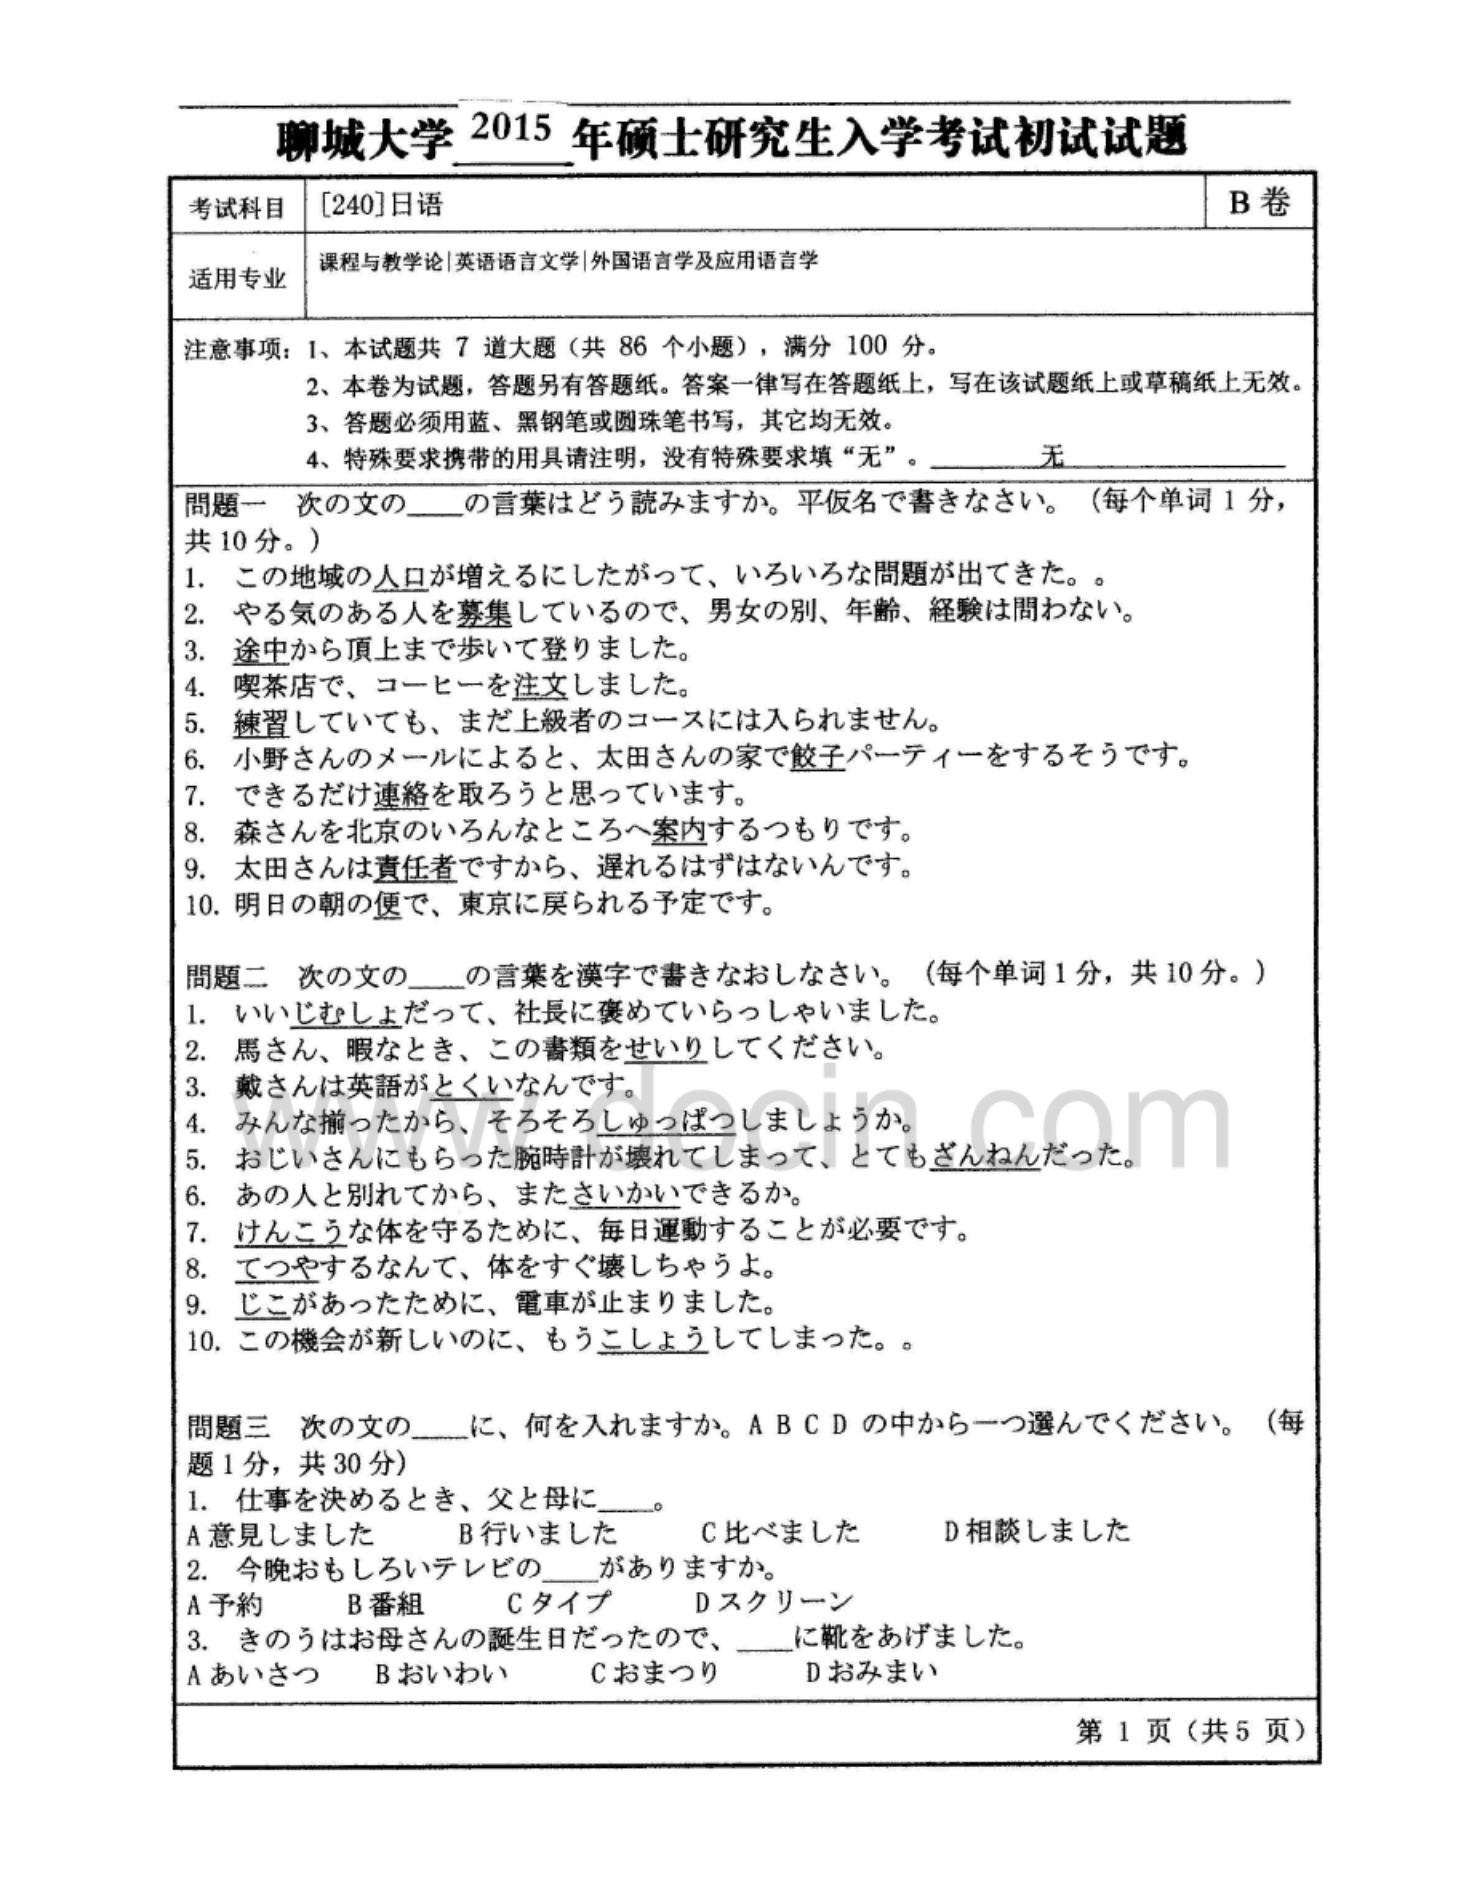 聊城大学 2015 年硕士研究生入学考试初试试题
考试科目 [240]日语 B 卷
适用专业 课程与教学论|英语语言文学|外国语言学及应用语言学
注意事项：1、本试题共 7 道大题（共 86 个小题），满分 100 分。
2、本卷为试题，答题另有答题纸。答案一律写在答题纸上，写在该试题纸上或草稿纸上无效。
3、答题必须用蓝、黑钢笔或圆珠笔书写，其它均无效。
4、特殊要求携带的用具请注明，没有特殊要求填“无”。____无____
問題一 次の文の____の言葉はどう読みますか。平仮名で書きなさい。（每个单词 1 分，
共 10 分。）
1. この地域の人口が増えるにしたがって、いろいろな問題が出てきた。。
2. やる気のある人を募集しているので、男女の別、年齢、経験は問わない。
3. 途中から頂上まで歩いて登りました。
4. 喫茶店で、コーヒーを注文しました。
5. 練習していても、まだ上級者のコースには入られません。
6. 小野さんのメールによると、太田さんの家で餃子パーティーをするそうです。
7. できるだけ連絡を取ろうと思っています。
8. 森さんを北京のいろんなところへ案内するつもりです。
9. 太田さんは責任者ですから、遅れるはずはないんです。
10. 明日の朝の便で、東京に戻られる予定です。
問題二 次の文の____の言葉を漢字で書きなおしなさい。（每个单词 1 分，共 10 分。）
1. いいじむしょだって、社長に褒めていらっしゃいました。
2. 馬さん、暇なとき、この書類をせいりしてください。
3. 戴さんは英語がとくいなんです。
4. みんな揃ったから、そろそろしゅっぱつしましょうか。
5. おじいさんにもらった腕時計が壊れてしまって、とてもざんねんだった。
6. あの人と別れてから、またさいかいできるか。
7. けんこうな体を守るために、毎日運動することが必要です。
8. てつやするなんて、体をすぐ壊しちゃうよ。
9. じこがあったために、電車が止まりました。
10. この機会が新しいのに、もうこしょうしてしまった。。
問題三 次の文の____に、何を入れますか。A B C D の中から一つ選んでください。（每
题 1 分，共 30 分）
1. 仕事を決めるとき、父と母に____。
A 意見しました B 行いました C 比べました D 相談しました
2. 今晩おもしろいテレビの____がありますか。
A 予約 B 番組 C タイプ D スクリーン
3. きのうはお母さんの誕生日だったので、____に靴をあげました。
A あいさつ B おいわい C おまつり D おみまい
第 1 页（共 5 页）
www.docin.com